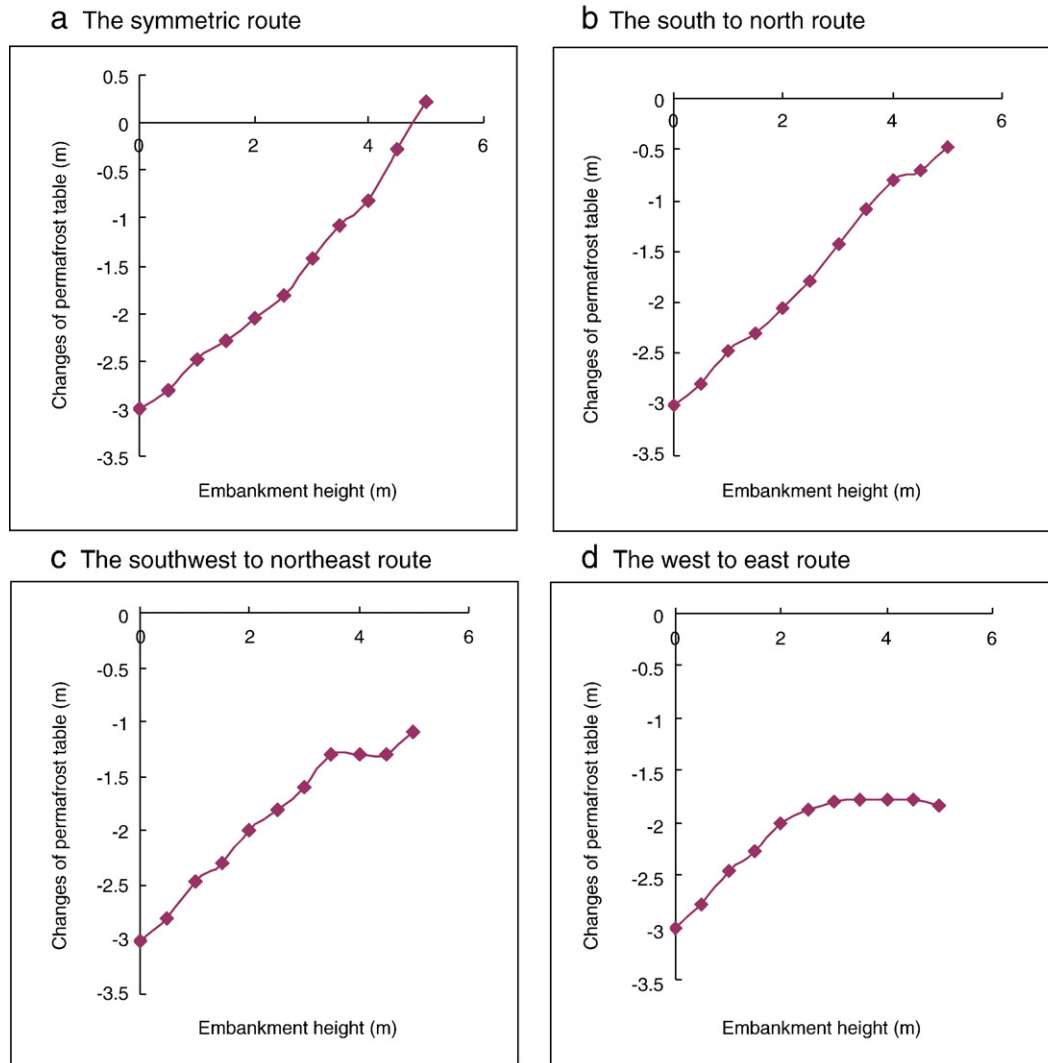 a The symmetric route
0.5
0
0 2 4 6
-0.5
-1
-1.5
-2
-2.5
-3
-3.5
Changes of permafrost table (m)
Embankment height (m)
b The south to north route
0
0 2 4 6
-0.5
-1
-1.5
-2
-2.5
-3
-3.5
Changes of permafrost table (m)
Embankment height (m)
c The southwest to northeast route
0
0 2 4 6
-0.5
-1
-1.5
-2
-2.5
-3
-3.5
Changes of permafrost table (m)
Embankment height (m)
d The west to east route
0
0 2 4 6
-0.5
-1
-1.5
-2
-2.5
-3
-3.5
Changes of permafrost table (m)
Embankment height (m)